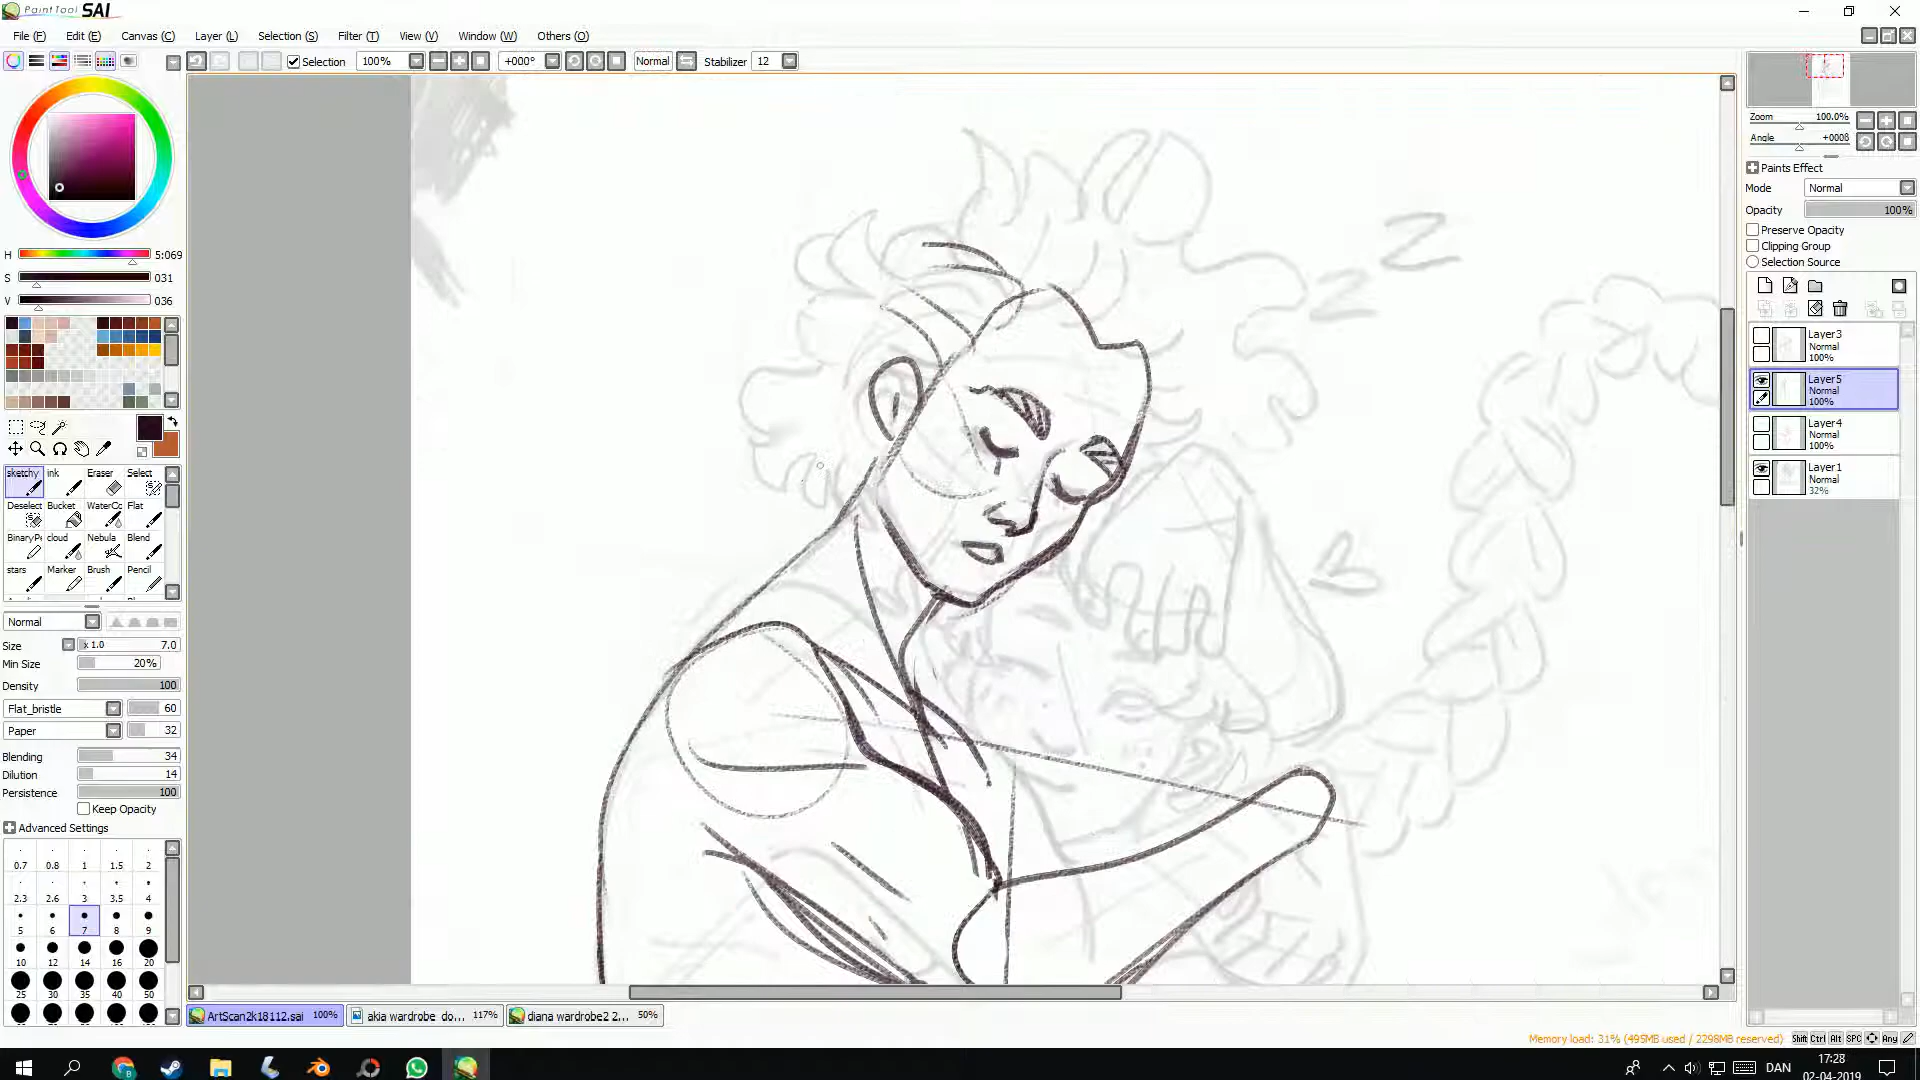 PaintTool SAI
File (F) Edit (E) Canvas (C) Layer (L) Selection (S) Filter (T) View (V) Window (W) Others (O)
Selection 100% +000° Normal Stabilizer 12
Zoom 100.0%
Angle +000ß
Paints Effect
Mode Normal
Opacity 100%
Preserve Opacity
Clipping Group
Selection Source
Layer3
Normal
100%
Layer5
Normal
100%
Layer4
Normal
100%
Layer1
Normal
32%
H 5:069
S 031
V 036
sketchy ink Eraser Select
Deselect Bucket WaterCo Flat
BinaryPe cloud Nebula Blend
stars Marker Brush Pencil
Normal
Size x 1.0 7.0
Min Size 20%
Density 100
Flat_bristle 60
Paper 32
Blending 34
Dilution 14
Persistence 100
Keep Opacity
Advanced Settings
0.7 0.8 1 1.5 2
2.3 2.6 3 3.5 4
5 6 7 8 9
10 12 14 16 20
25 30 35 40 50
Z
Z
ArtScan2k18112.sai 100% akia wardrobe do... 117% diana wardrobe2 2... 50%
Memory load: 31% (495MB used / 2298MB reserved) Shift Ctrl Alt SPC Any
DAN
17:28
02-04-2019